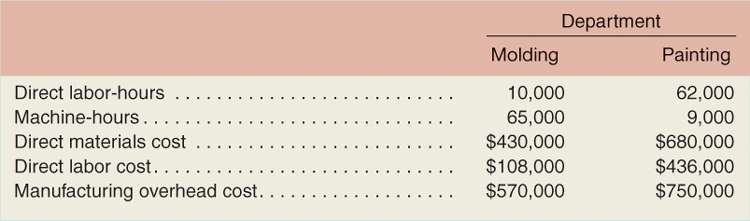 Department
Molding Painting
Direct labor-hours ............................ 10,000 62,000
Machine-hours.............................. 65,000 9,000
Direct materials cost ......................... $430,000 $680,000
Direct labor cost............................. $108,000 $436,000
Manufacturing overhead cost................... $570,000 $750,000